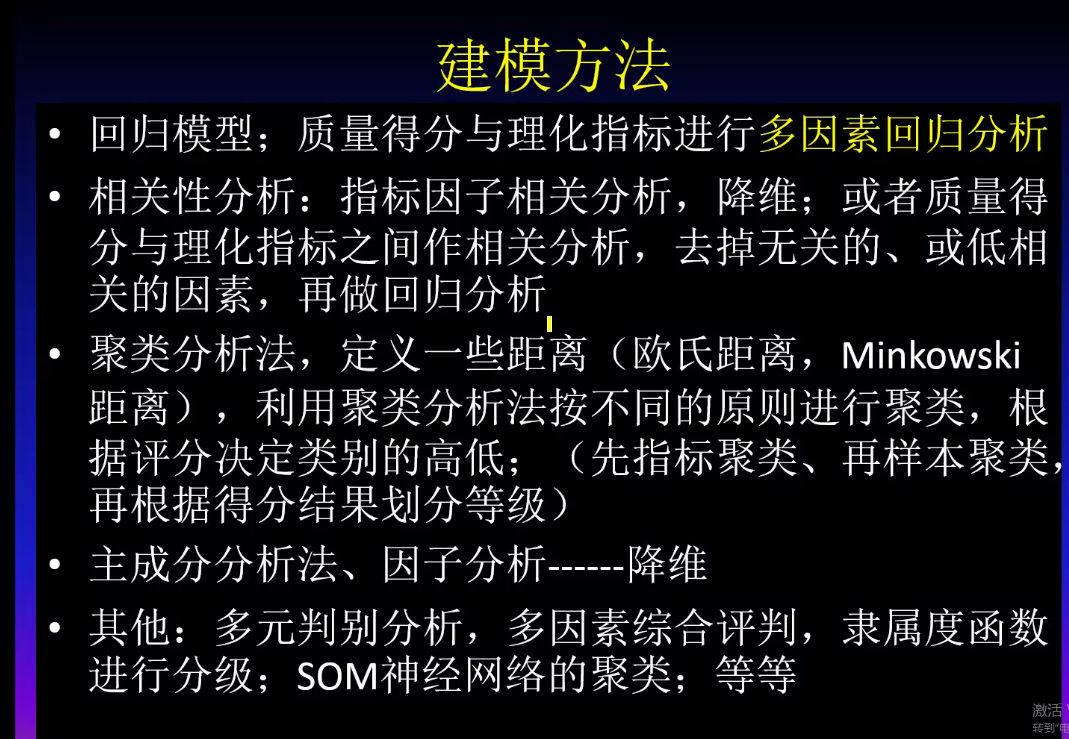 建模方法
• 回归模型；质量得分与理化指标进行多因素回归分析
• 相关性分析：指标因子相关分析，降维；或者质量得
分与理化指标之间作相关分析，去掉无关的、或低相
关的因素，再做回归分析
• 聚类分析法，定义一些距离（欧氏距离，Minkowski
距离），利用聚类分析法按不同的原则进行聚类，根
据评分决定类别的高低；（先指标聚类、再样本聚类，
再根据得分结果划分等级）
• 主成分分析法、因子分析------降维
• 其他：多元判别分析，多因素综合评判，隶属度函数
进行分级；SOM神经网络的聚类；等等
激活
转到"电